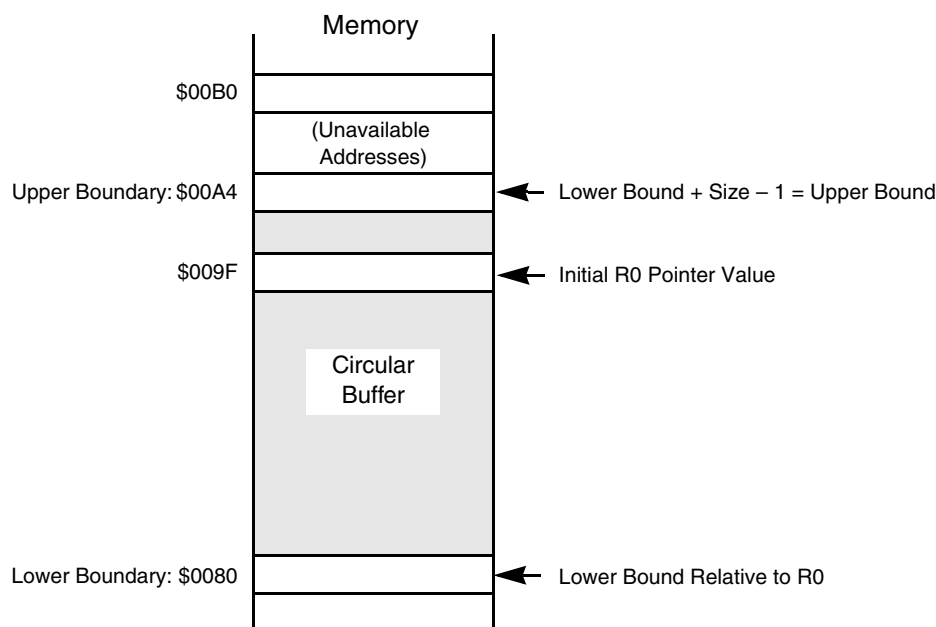 Memory
$00B0
(Unavailable
Addresses)
Upper Boundary: $00A4
Lower Bound + Size – 1 = Upper Bound
$009F
Initial R0 Pointer Value
Circular
Buffer
Lower Boundary: $0080
Lower Bound Relative to R0